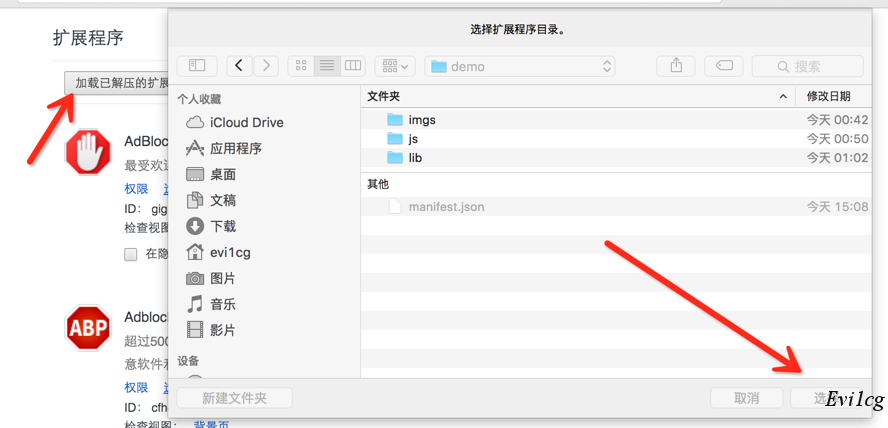 选择扩展程序目录。
扩展程序
加载已解压的扩展
demo
搜索
个人收藏
iCloud Drive
应用程序
桌面
文稿
下载
evi1cg
图片
音乐
影片
设备
文件夹 修改日期
imgs 今天 00:42
js 今天 00:50
lib 今天 01:02
其他
manifest.json 今天 15:08
AdBloc
最受欢
权限
ID： gig
检查视图
在隐
ABP
Adbloc
超过500
意软件
权限
ID： cfh
检查视图： 背景页
新建文件夹 取消 选
Evi1cg